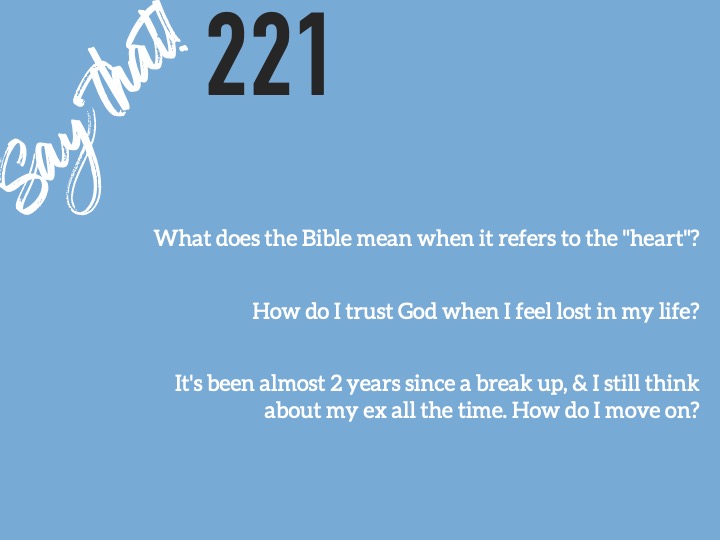 Say that!
221
What does the Bible mean when it refers to the "heart"?
How do I trust God when I feel lost in my life?
It's been almost 2 years since a break up, & I still think
about my ex all the time. How do I move on?